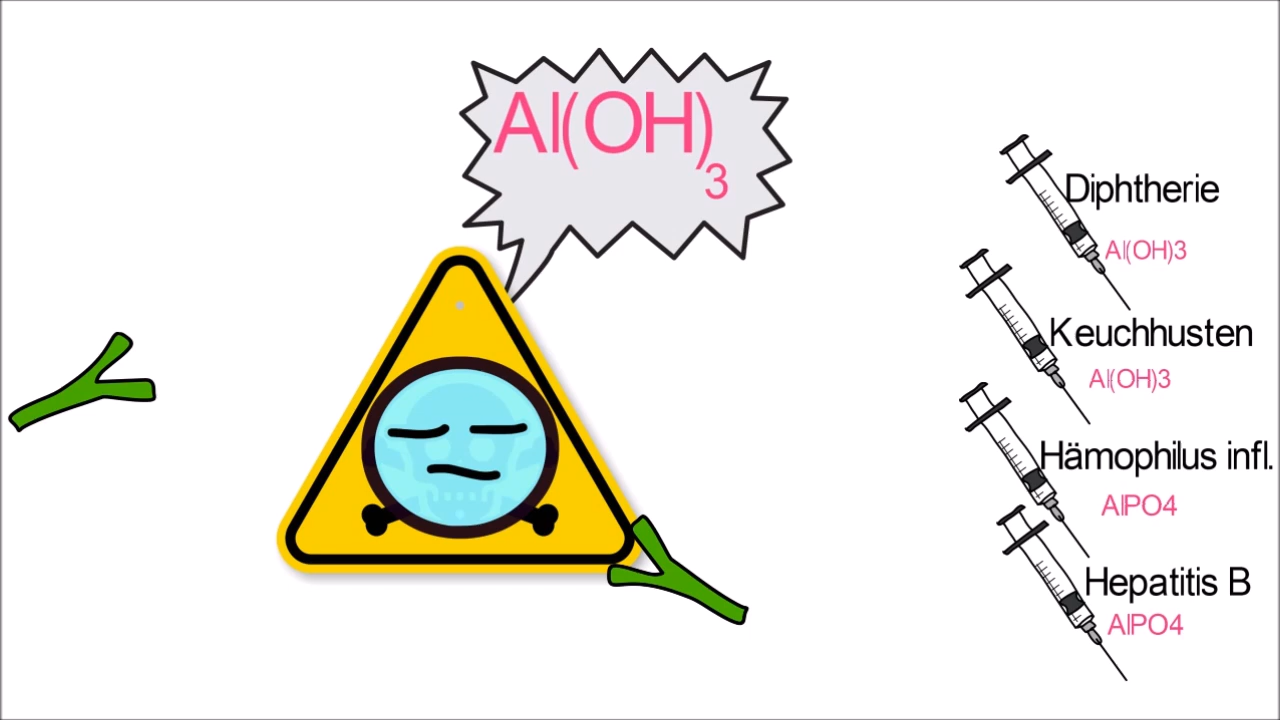 Al(OH)3
Diphtherie
Al(OH)3
Keuchhusten
Al(OH)3
Hämophilus infl.
AlPO4
Hepatitis B
AlPO4